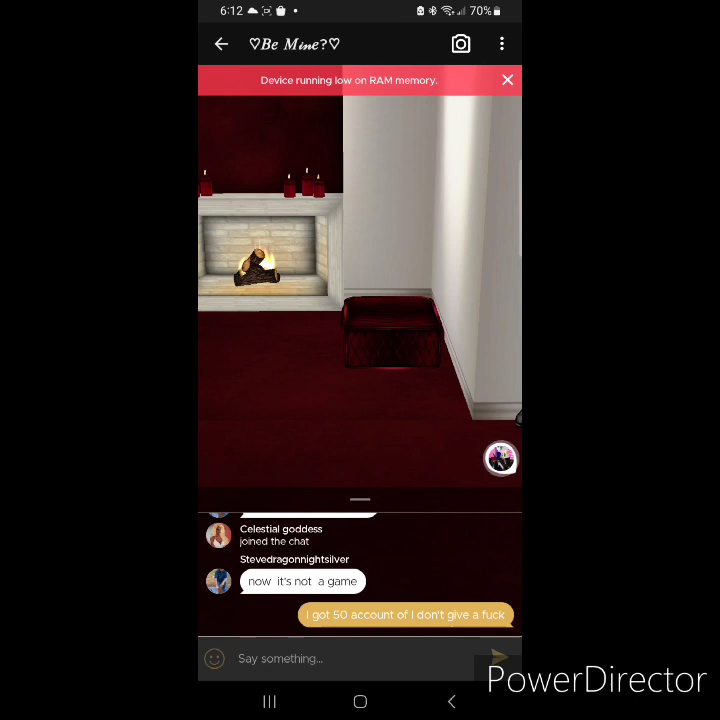 6:12
70%
♡𝐵𝑒 𝑀𝒾𝓃𝑒?♡
Device running low on RAM memory.
Celestial goddess
joined the chat
Stevedragonnightsilver
now it's not a game
I got 50 account of I don't give a fuck
Say something...
PowerDirector